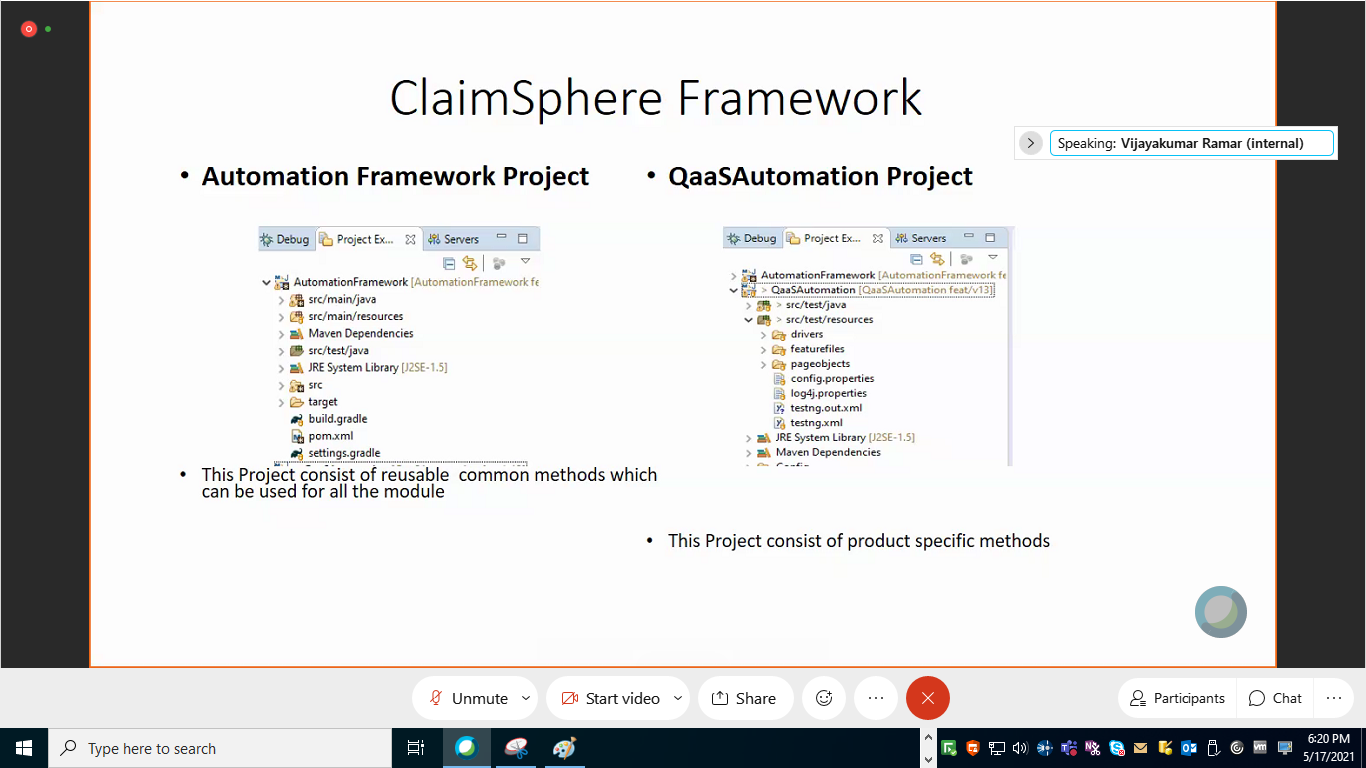 ClaimSphere Framework
Speaking: Vijayakumar Ramar (internal)
• Automation Framework Project
Debug Project Ex... Servers
AutomationFramework [AutomationFramework fe
src/main/java
src/main/resources
Maven Dependencies
src/test/java
JRE System Library [J2SE-1.5]
src
target
build.gradle
pom.xml
settings.gradle
• This Project consist of reusable common methods which
can be used for all the module
• QaaSAutomation Project
Debug Project Ex... Servers
AutomationFramework [AutomationFramework fe
> QaaSAutomation [QaaSAutomation feat/v13]
> src/test/java
> src/test/resources
drivers
featurefiles
pageobjects
config.properties
log4j.properties
testng.out.xml
testng.xml
JRE System Library [J2SE-1.5]
Maven Dependencies
• This Project consist of product specific methods
Unmute Start video Share Participants Chat
Type here to search
6:20 PM
5/17/2021